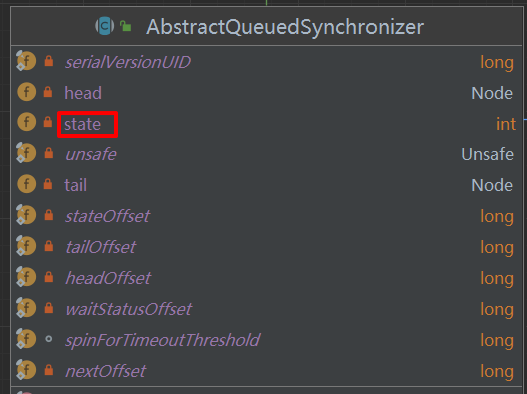 AbstractQueuedSynchronizer
serialVersionUID long
head Node
state int
unsafe Unsafe
tail Node
stateOffset long
tailOffset long
headOffset long
waitStatusOffset long
spinForTimeoutThreshold long
nextOffset long